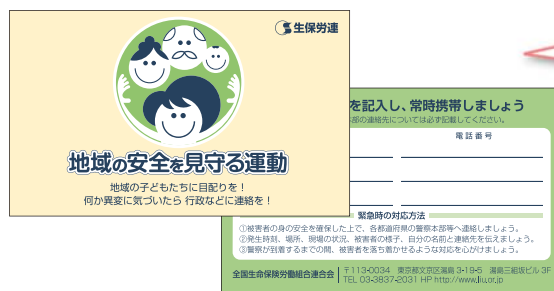 生保労連
地域の安全を見守る運動
地域の子どもたちに目配りを！
何か異変に気づいたら 行政などに連絡を！
を記入し、常時携帯しましょう
部の連絡先については必ず記載してください。
電話番号
緊急時の対応方法
①被害者の身の安全を確保した上で、各都道府県の警察本部等へ連絡しましょう。
②発生時刻、場所、現場の状況、被害者の様子、自分の名前と連絡先を伝えましょう。
③警察が到着するまでの間、被害者を落ち着かせるような対応を心がけましょう。
全国生命保険労働組合連合会
〒113-0034 東京都文京区湯島 3-19-5 湯島三組坂ビル 3F
TEL 03-3837-2031 HP http://www.liu.or.jp